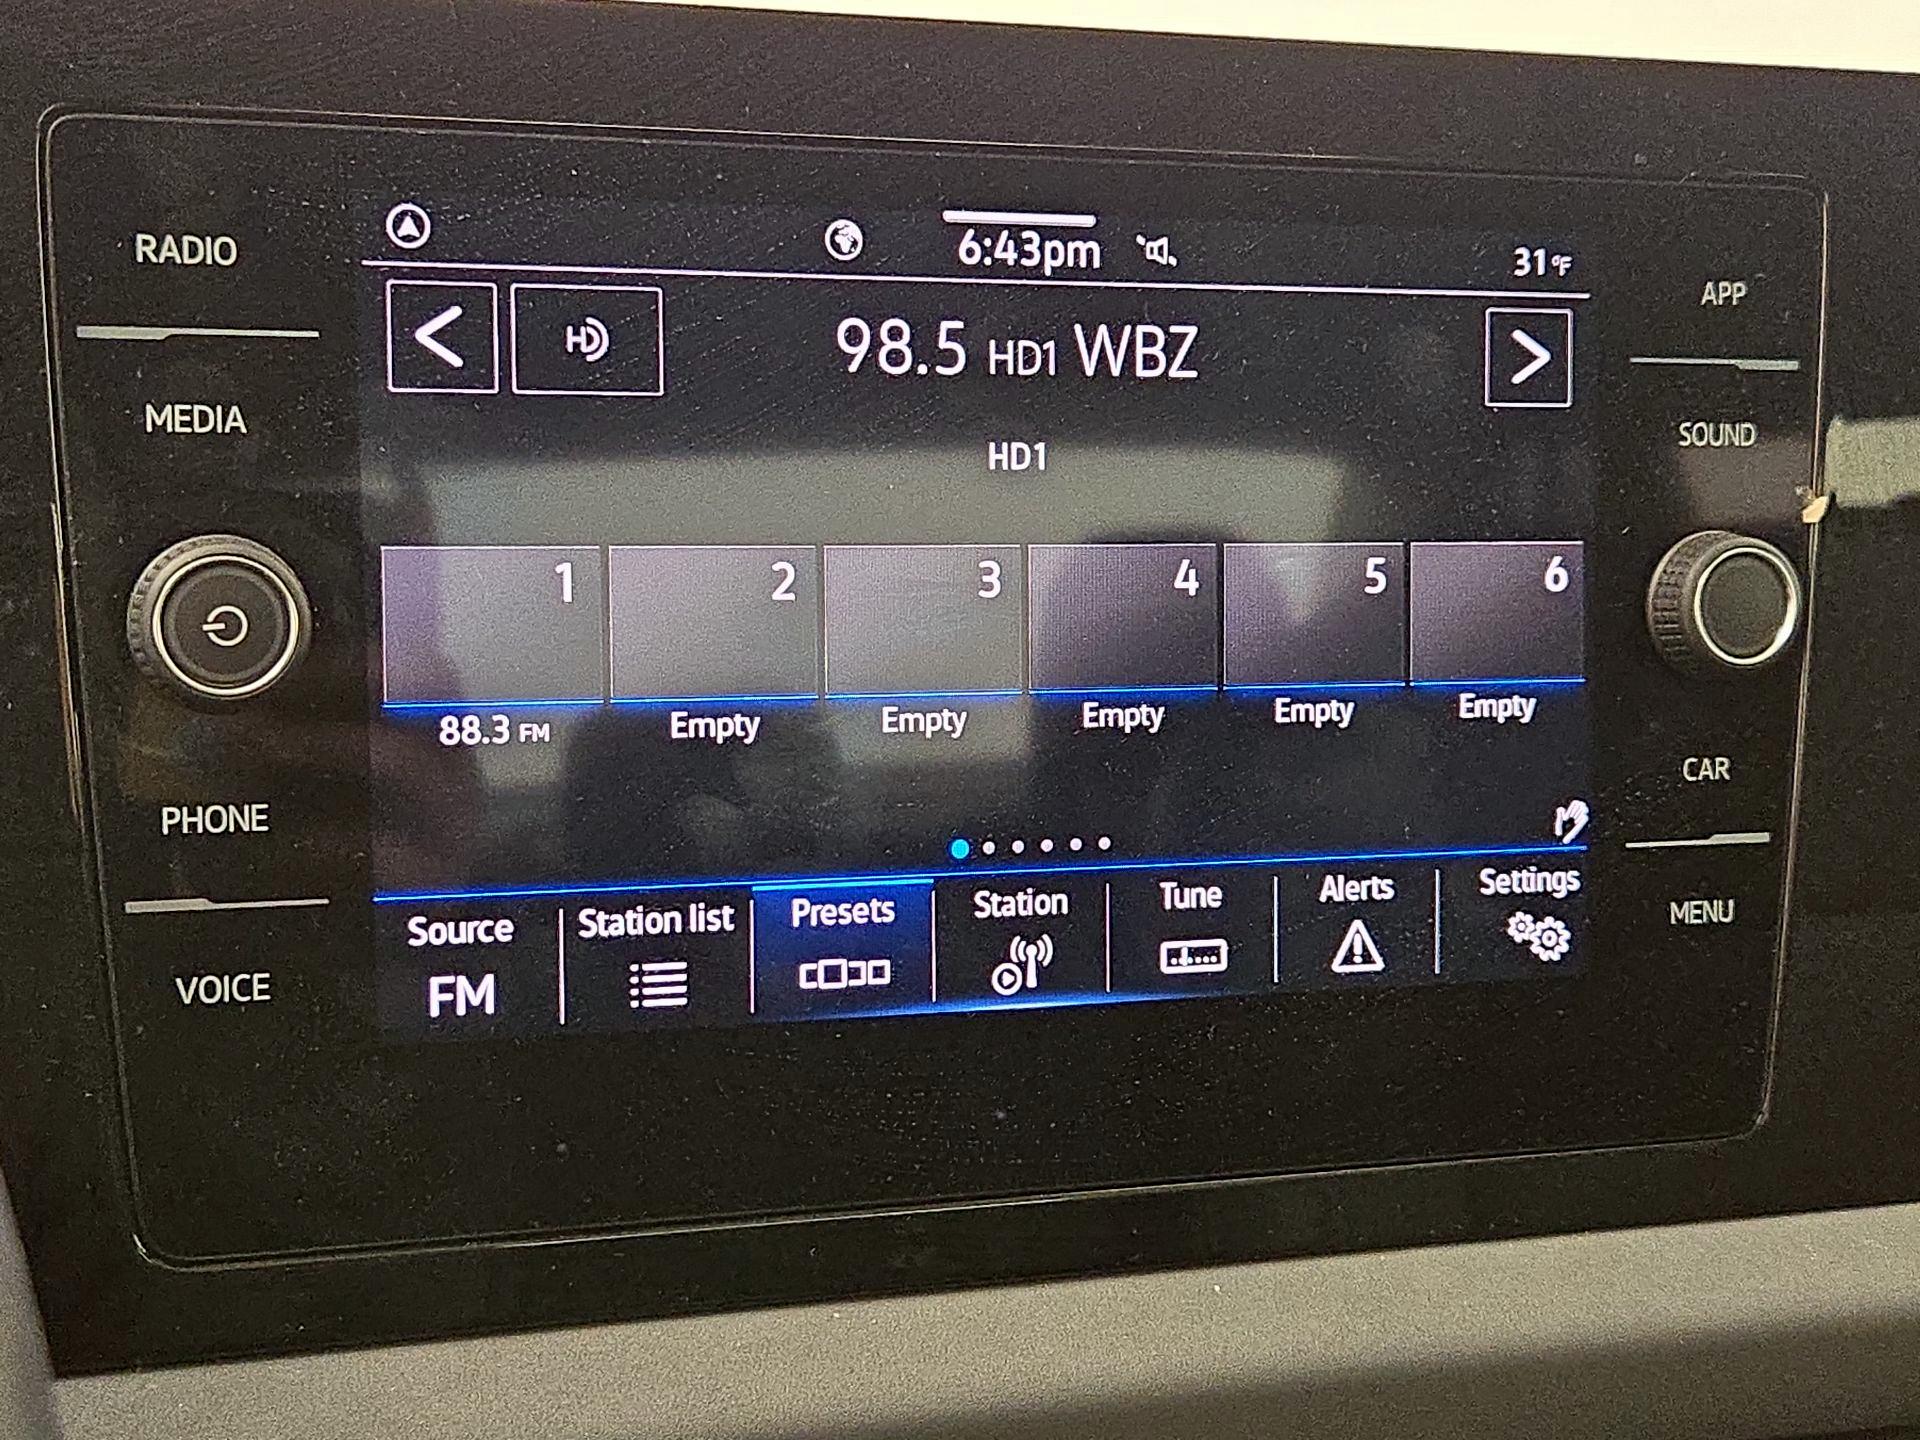 RADIO
MEDIA
PHONE
VOICE
6:43pm
31°F
HD
98.5 HD1 WBZ
HD1
1
2
3
4
5
6
88.3 FM
Empty
Empty
Empty
Empty
Empty
Source
FM
Station list
Presets
Station
Tune
Alerts
Settings
APP
SOUND
CAR
MENU